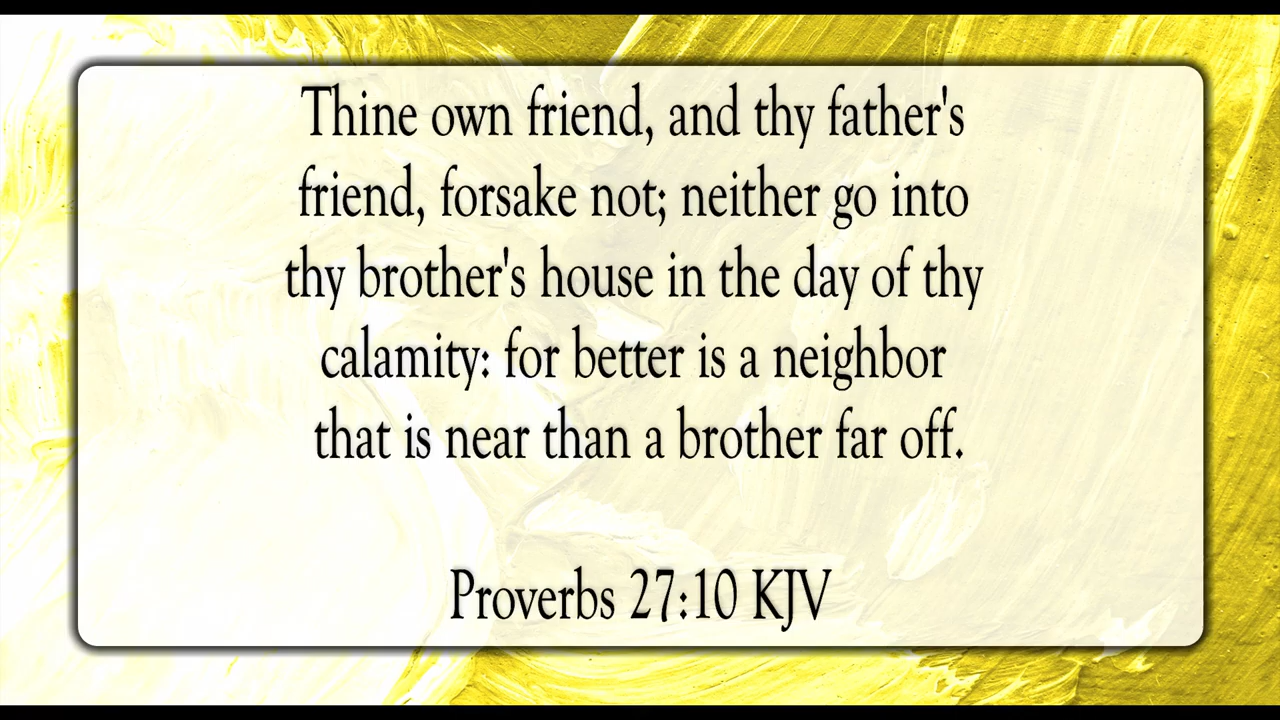 Thine own friend, and thy father's
friend, forsake not; neither go into
thy brother's house in the day of thy
calamity: for better is a neighbor
that is near than a brother far off.
Proverbs 27:10 KJV